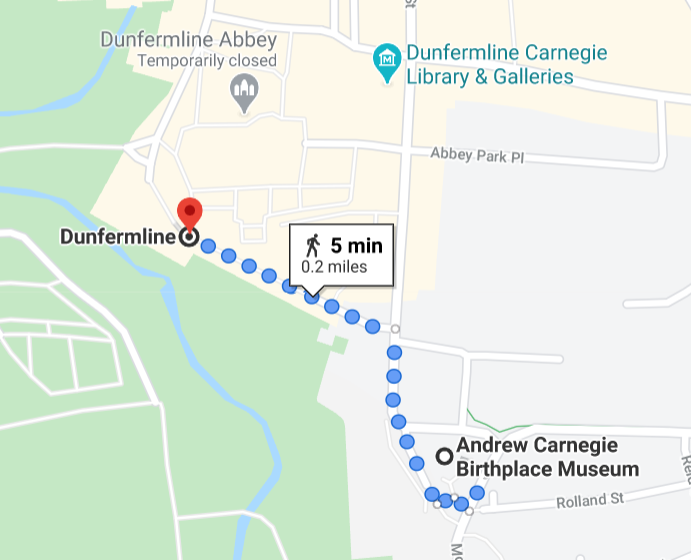 St
Dunfermline Abbey
Temporarily closed
Dunfermline Carnegie
Library & Galleries
Abbey Park Pl
Dunfermline
5 min
0.2 miles
Andrew Carnegie
Birthplace Museum
Rolland St